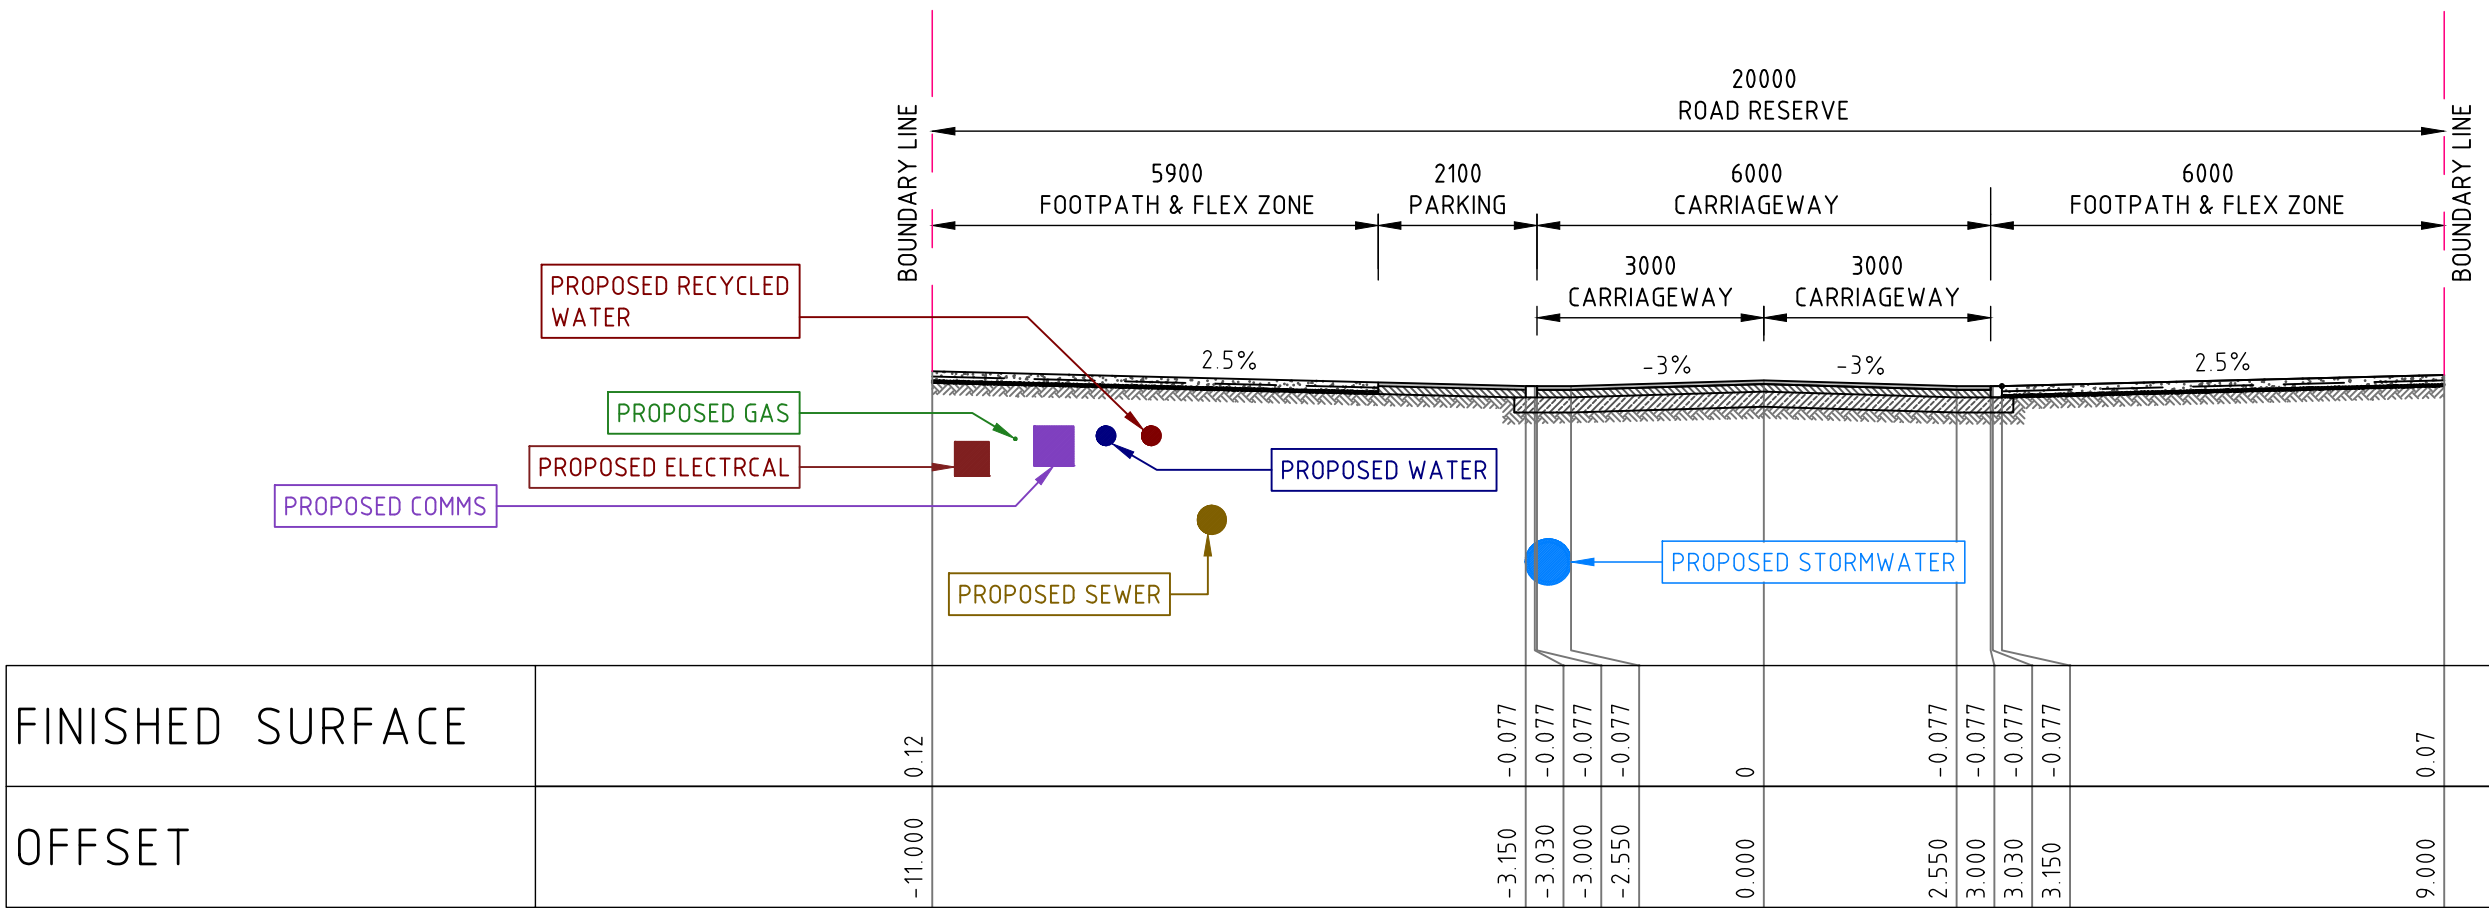 20000
ROAD RESERVE
BOUNDARY LINE
BOUNDARY LINE
5900
FOOTPATH & FLEX ZONE
2100
PARKING
6000
CARRIAGEWAY
6000
FOOTPATH & FLEX ZONE
3000
CARRIAGEWAY
3000
CARRIAGEWAY
PROPOSED RECYCLED
WATER
2.5%
-3%
-3%
2.5%
PROPOSED GAS
PROPOSED ELECTRCAL
PROPOSED COMMS
PROPOSED WATER
PROPOSED SEWER
PROPOSED STORMWATER
FINISHED SURFACE
0.12
-0.077
-0.077
-0.077
-0.077
0
-0.077
-0.077
-0.077
-0.077
0.07
OFFSET
-11.000
-3.150
-3.030
-3.000
-2.550
0.000
2.550
3.000
3.030
3.150
9.000